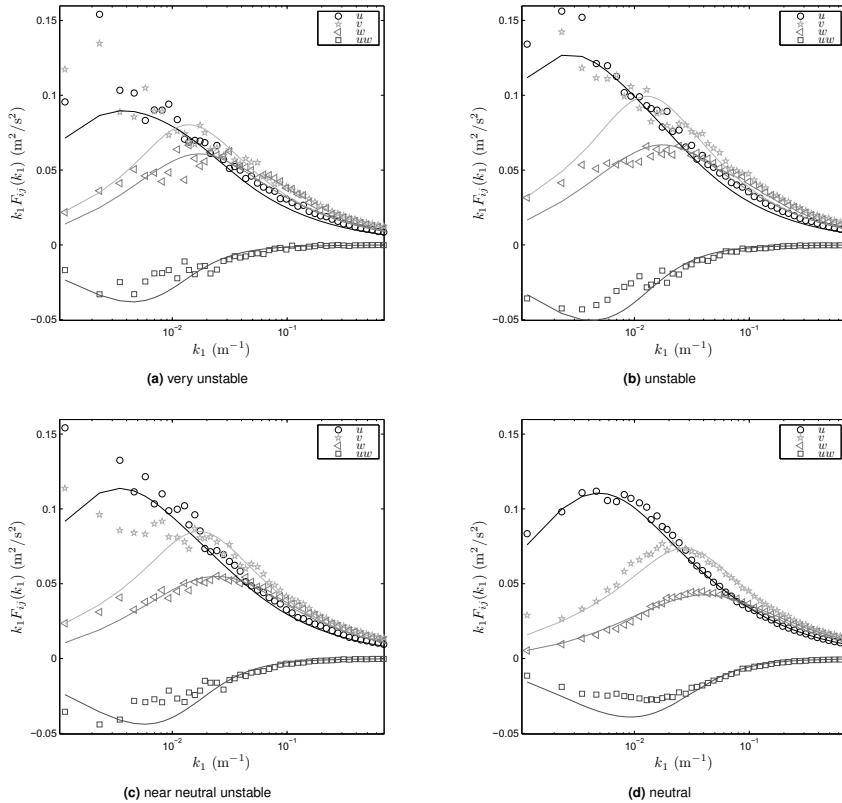 0.15
0.1
0.05
0
−0.05
k₁F_ij(k₁) (m²/s²)
10⁻²
10⁻¹
k₁ (m⁻¹)
u
v
w
uw
(a) very unstable
0.15
0.1
0.05
0
−0.05
k₁F_ij(k₁) (m²/s²)
10⁻²
10⁻¹
k₁ (m⁻¹)
u
v
w
uw
(b) unstable
0.15
0.1
0.05
0
−0.05
k₁F_ij(k₁) (m²/s²)
10⁻²
10⁻¹
k₁ (m⁻¹)
u
v
w
uw
(c) near neutral unstable
0.15
0.1
0.05
0
−0.05
k₁F_ij(k₁) (m²/s²)
10⁻²
10⁻¹
k₁ (m⁻¹)
u
v
w
uw
(d) neutral